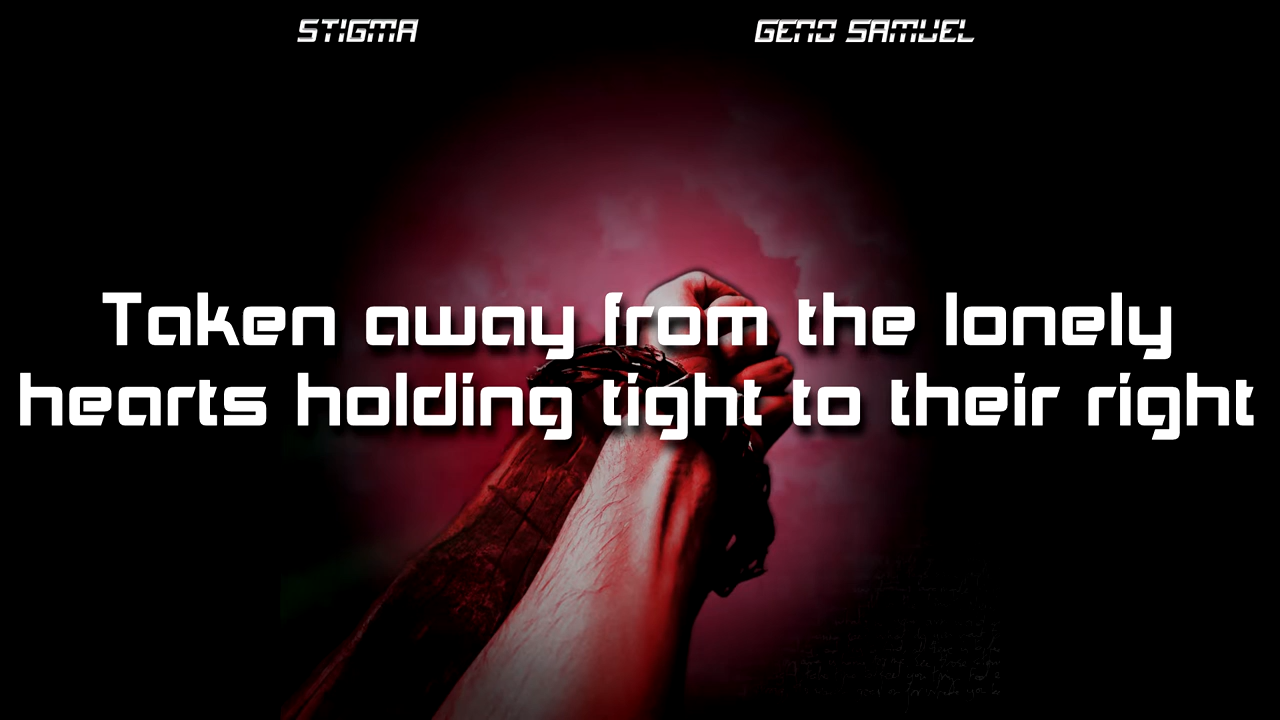 STIGMA
GENO SAMUEL
Taken away from the lonely
hearts holding tight to their right